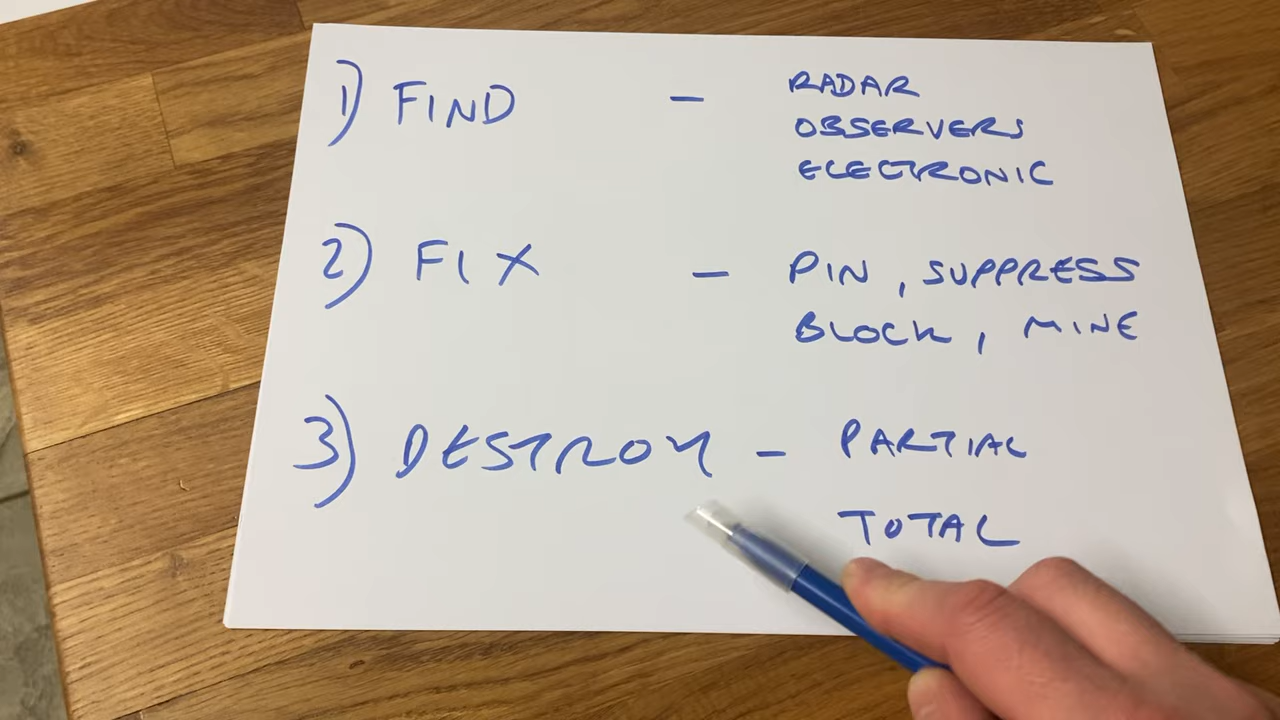 1) FIND - RADAR
OBSERVERS
ELECTRONIC
2) FIX - PIN, SUPPRESS
BLOCK, MINE
3) DESTROY - PARTIAL
TOTAL